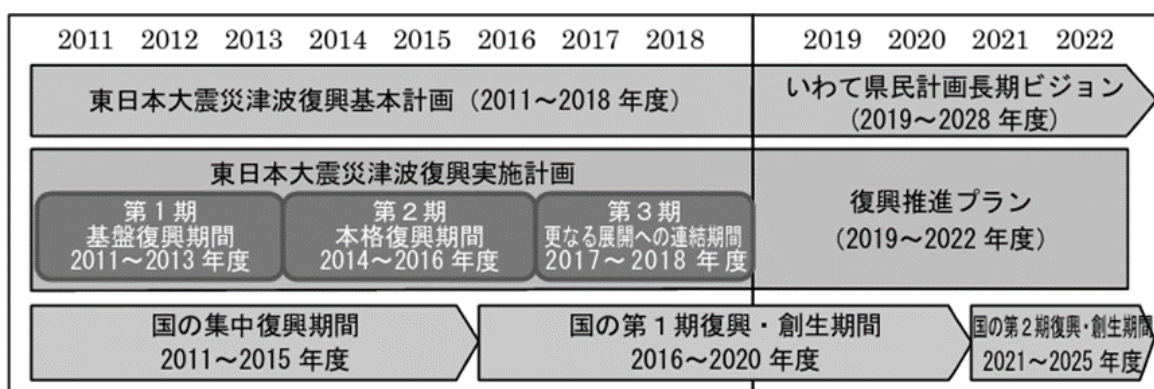 2011 2012 2013 2014 2015 2016 2017 2018 2019 2020 2021 2022
東日本大震災津波復興基本計画（2011～2018 年度）
いわて県民計画長期ビジョン
（2019～2028 年度）
東日本大震災津波復興実施計画
第１期
基盤復興期間
2011～2013 年度
第２期
本格復興期間
2014～2016 年度
第３期
更なる展開への連結期間
2017～2018 年度
復興推進プラン
（2019～2022 年度）
国の集中復興期間
2011～2015 年度
国の第１期復興・創生期間
2016～2020 年度
国の第２期復興・創生期間
2021～2025 年度